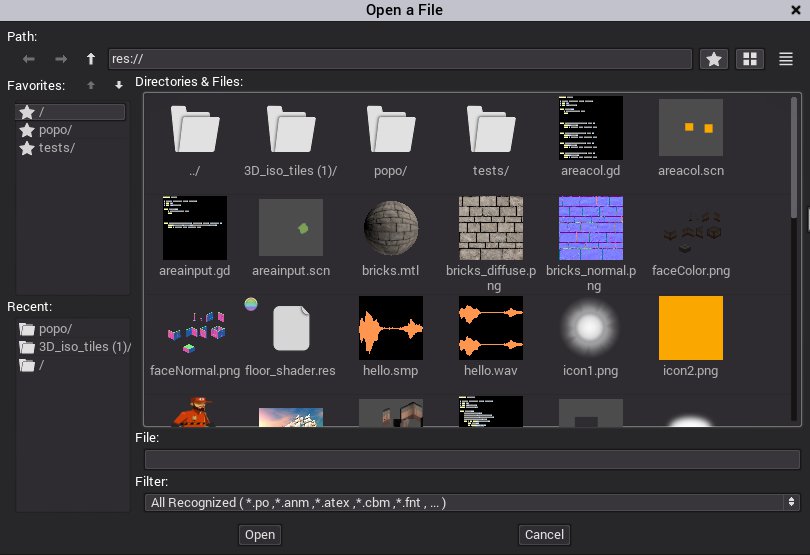 Open a File
Path:
res://
Favorites:
Directories & Files:
/
popo/
tests/
../
3D_iso_tiles (1)/
popo/
tests/
areacol.gd
areacol.scn
areainput.gd
areainput.scn
bricks.mtl
bricks_diffuse.p
ng
bricks_normal.p
ng
faceColor.png
Recent:
popo/
3D_iso_tiles (1)/
/
faceNormal.png
floor_shader.res
hello.smp
hello.wav
icon1.png
icon2.png
File:
Filter:
All Recognized ( *.po ,*.anm ,*.atex ,*.cbm ,*.fnt , ... )
Open
Cancel